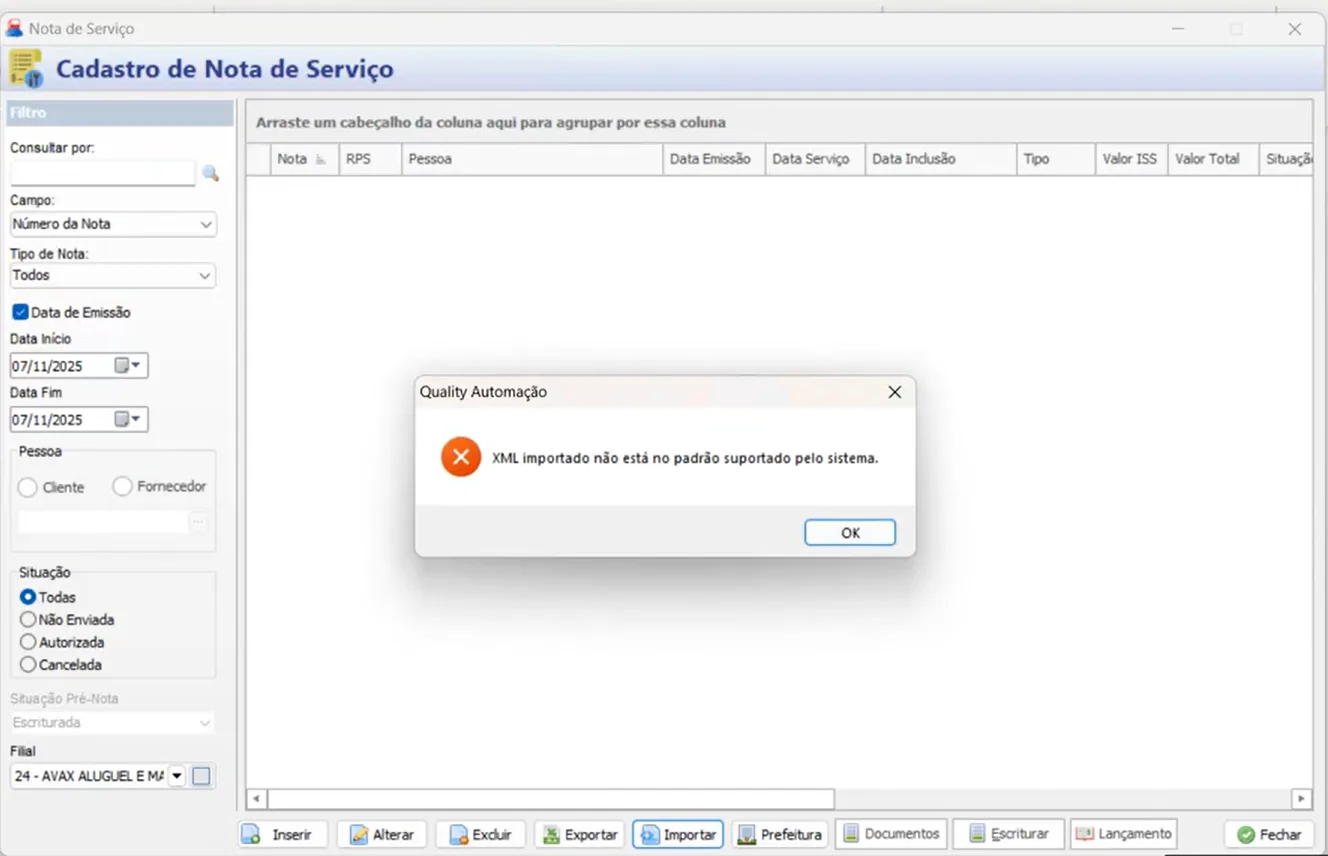 Nota de Serviço
Cadastro de Nota de Serviço
Filtro
Consultar por:
Campo:
Número da Nota
Tipo de Nota:
Todos
Data de Emissão
Data Início
07/11/2025
Data Fim
07/11/2025
Pessoa
Cliente Fornecedor
...
Situação
Todas
Não Enviada
Autorizada
Cancelada
Situação Pré-Nota
Escriturada
Filial
24 - AVAX ALUGUEL E MA
Arraste um cabeçalho da coluna aqui para agrupar por essa coluna
Nota RPS Pessoa Data Emissão Data Serviço Data Inclusão Tipo Valor ISS Valor Total Situaçã
Quality Automação
XML importado não está no padrão suportado pelo sistema.
OK
Inserir Alterar Excluir Exportar Importar Prefeitura Documentos Escriturar Lançamento Fechar